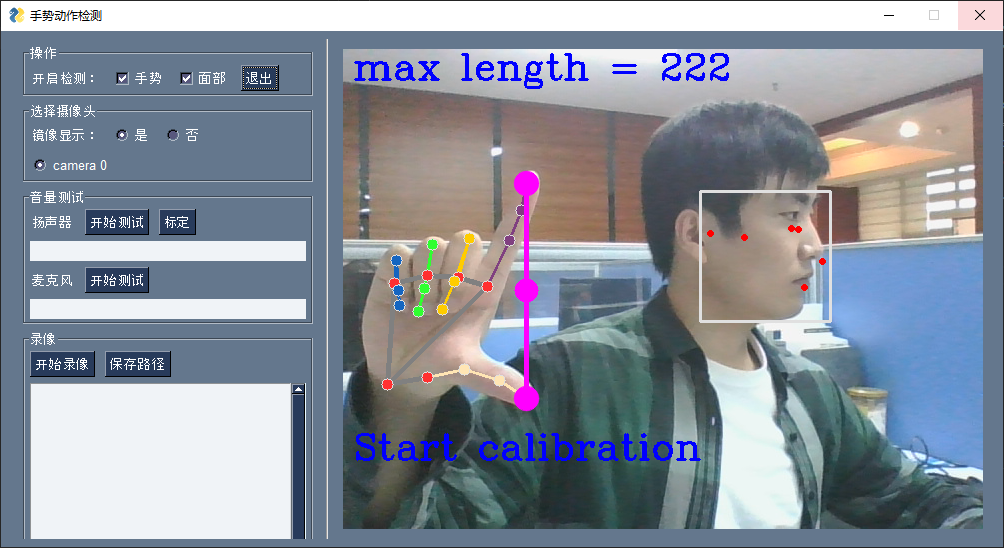 手势动作检测
操作
开启检测： 手势 面部 退出
选择摄像头
镜像显示： 是 否
camera 0
音量测试
扬声器 开始测试 标定
麦克风 开始测试
录像
开始录像 保存路径
max length = 222
Start calibration